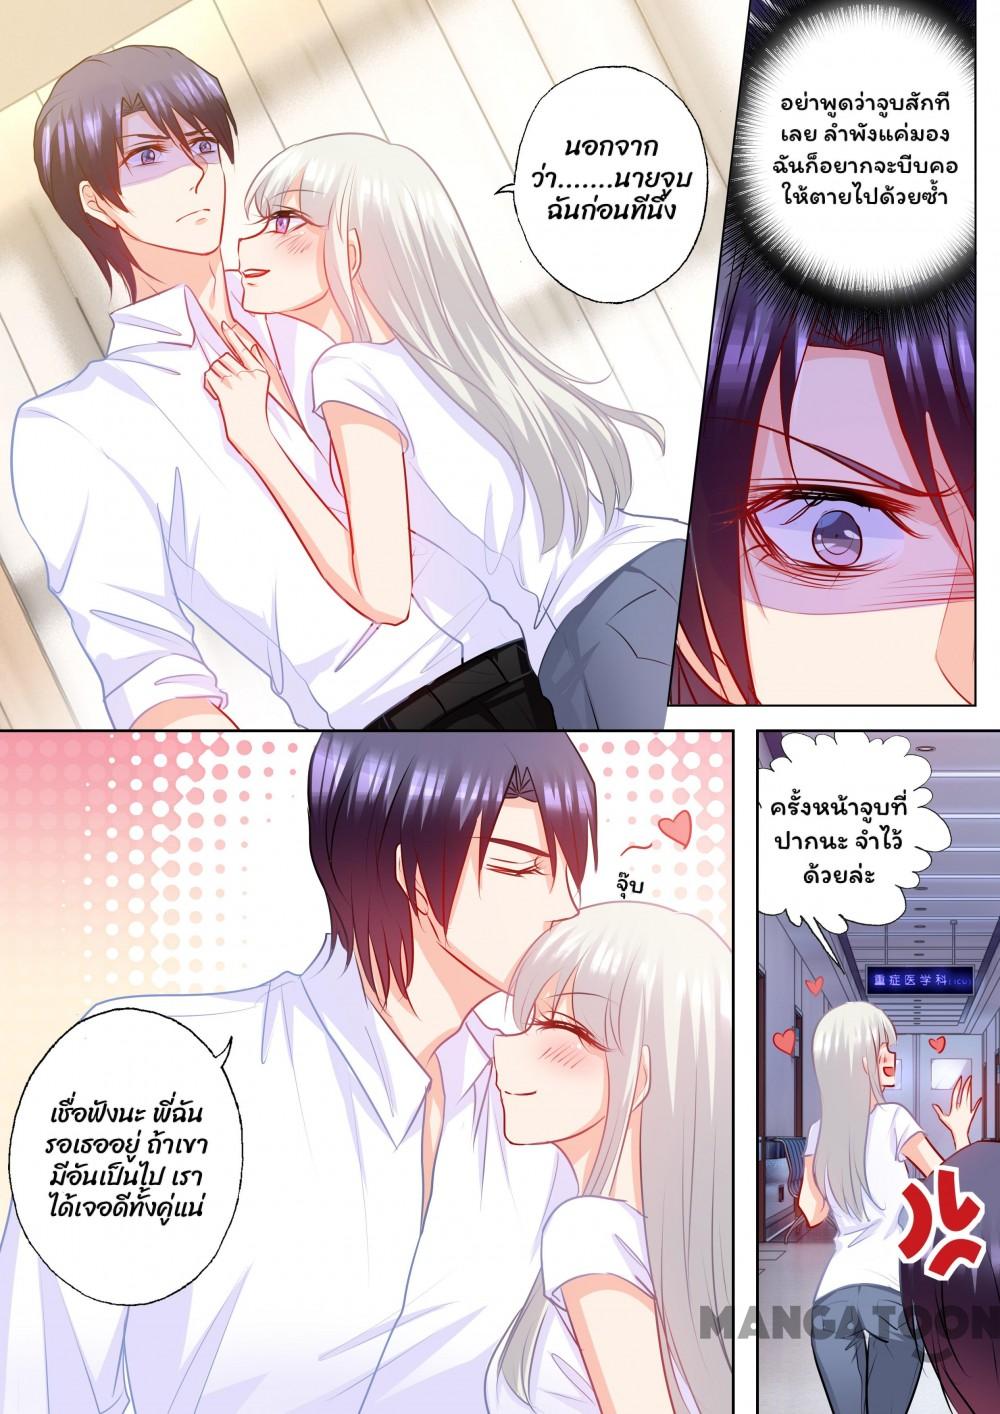 นอกจาก
ว่า.......นายจูบ
ฉันก่อนทีนึง
อย่าพูดว่าจูบสักที
เลย ลำพังแค่มอง
ฉันก็อยากจะบีบคอ
ให้ตายไปด้วยซ้ำ
จุ๊บ
เชื่อฟังนะ พี่ฉัน
รอเธออยู่ ถ้าเขา
มีอันเป็นไป เรา
ได้เจอดีทั้งคู่แน่
ครั้งหน้าจูบที่
ปากนะ จำไว้
ด้วยล่ะ
重症医学科(ICU)
MANGATOON